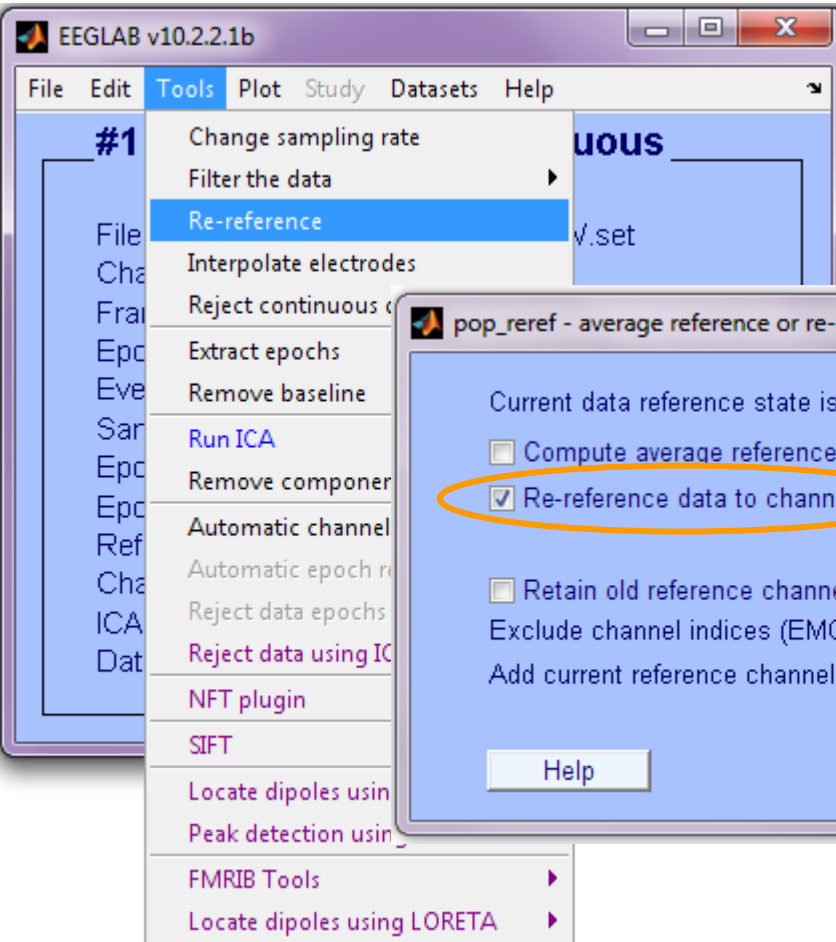 EEGLAB v10.2.2.1b
File Edit Tools Plot Study Datasets Help
#1 uous
Change sampling rate
Filter the data
Re-reference
Interpolate electrodes
Reject continuous
Extract epochs
Remove baseline
Run ICA
Remove componen
Automatic channel
Automatic epoch r
Reject data epochs
Reject data using IC
NFT plugin
SIFT
Locate dipoles usin
Peak detection using
FMRIB Tools
Locate dipoles using LORETA
File V.set
Cha
Fra
Epo
Eve
Sam
Epo
Epo
Ref
Cha
ICA
Dat
pop_reref - average reference or re-
Current data reference state is
Compute average reference
Re-reference data to chann
Retain old reference channe
Exclude channel indices (EMG
Add current reference channel
Help